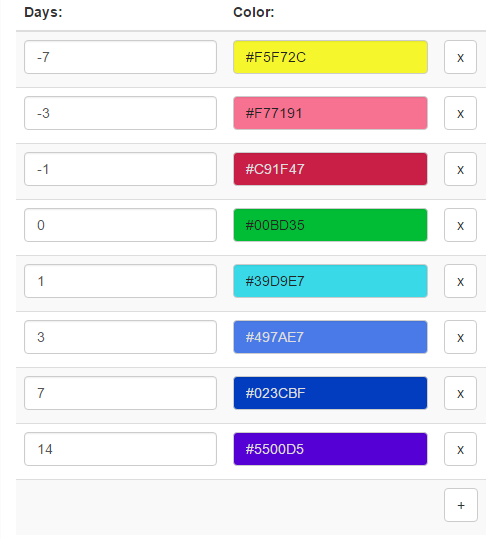 Days: Color:
-7 #F5F72C x
-3 #F77191 x
-1 #C91F47 x
0 #00BD35 x
1 #39D9E7 x
3 #497AE7 x
7 #023CBF x
14 #5500D5 x
+